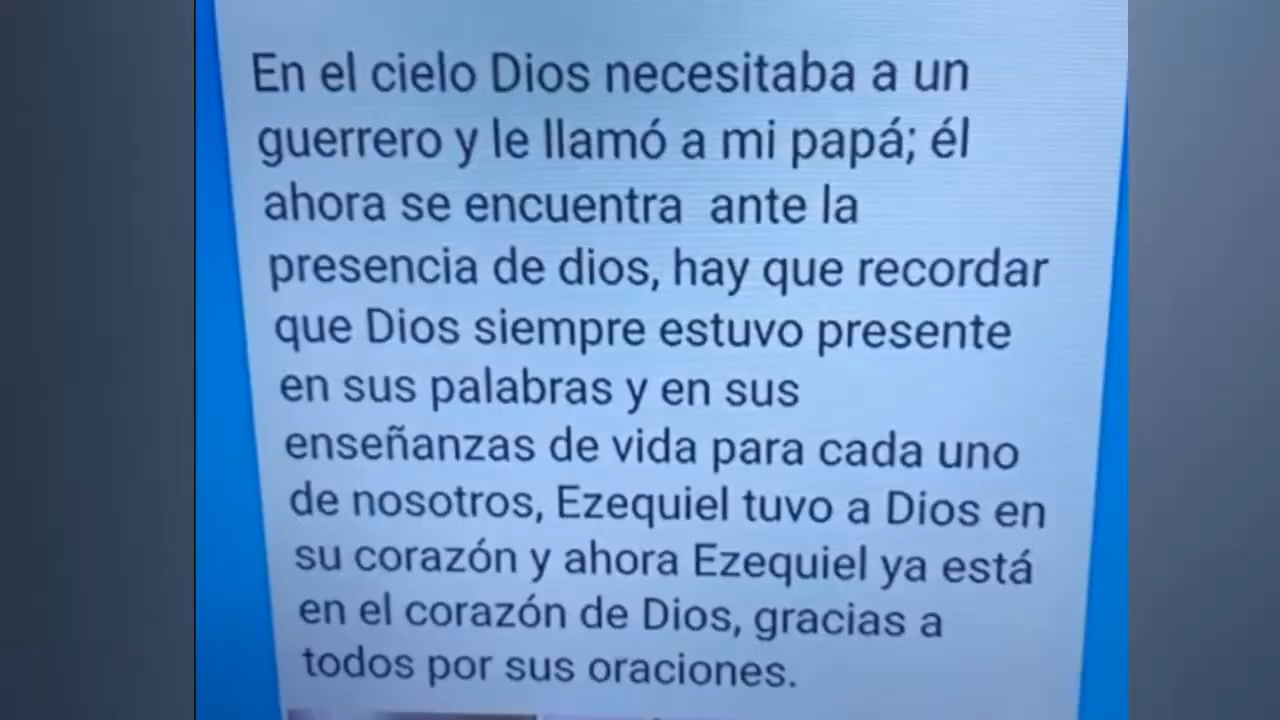 En el cielo Dios necesitaba a un
guerrero y le llamó a mi papá; él
ahora se encuentra  ante la
presencia de dios, hay que recordar
que Dios siempre estuvo presente
en sus palabras y en sus
enseñanzas de vida para cada uno
de nosotros, Ezequiel tuvo a Dios en
su corazón y ahora Ezequiel ya está
en el corazón de Dios, gracias a
todos por sus oraciones.